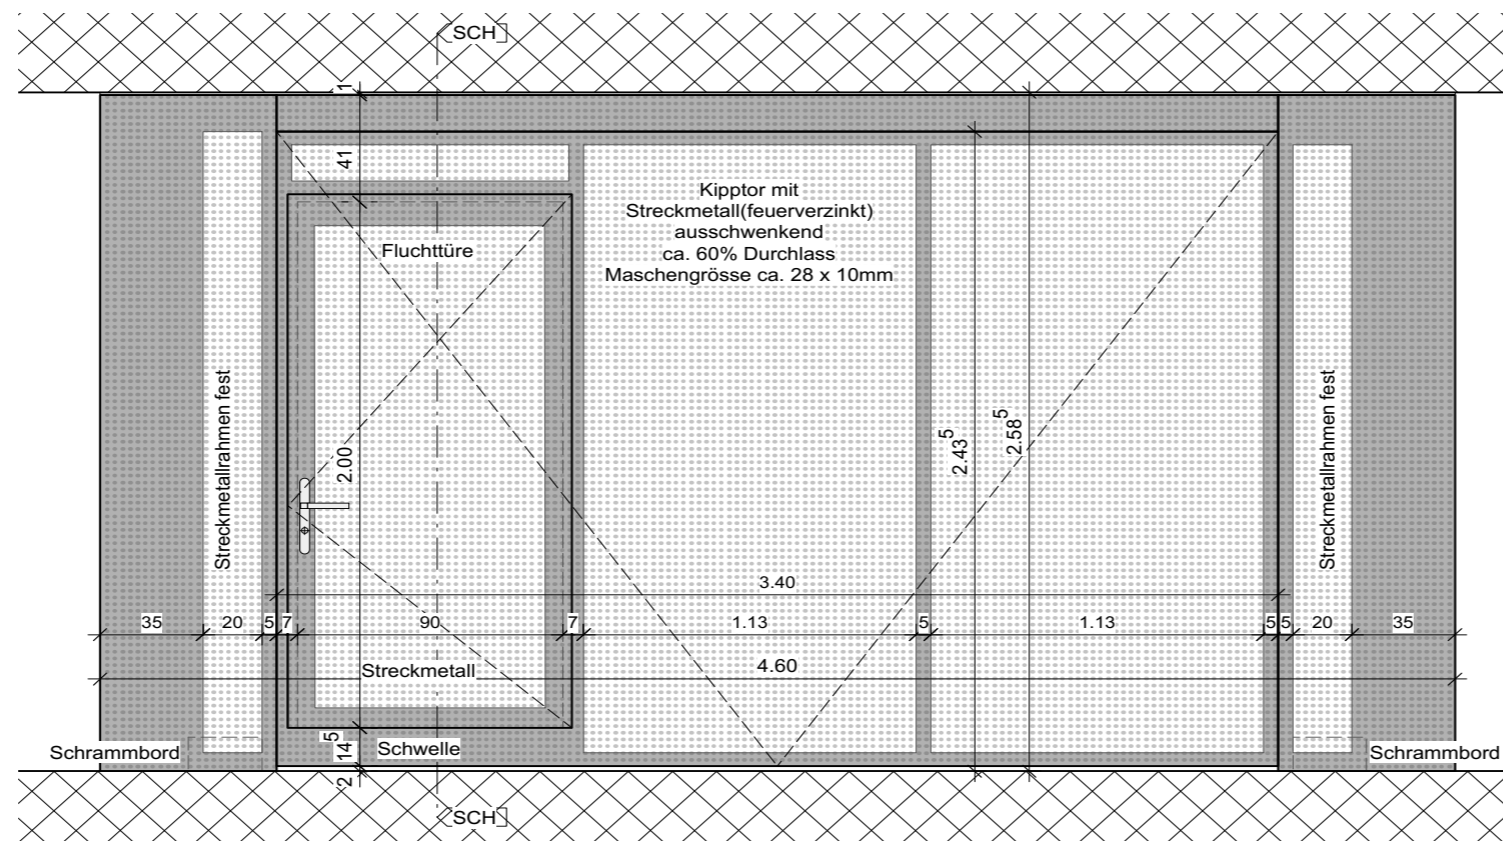 SCH
1
41
Kipptor mit
Streckmetall(feuerverzinkt)
ausschwenkend
ca. 60% Durchlass
Maschengrösse ca. 28 x 10mm
Fluchttüre
Streckmetallrahmen fest
2.00
2.43⁵
2.58⁵
Streckmetallrahmen fest
3.40
35 20 5 7 90 7 1.13 5 1.13 5 5 20 35
Streckmetall
4.60
Schrammbord
14⁵
Schwelle
Schrammbord
2
SCH